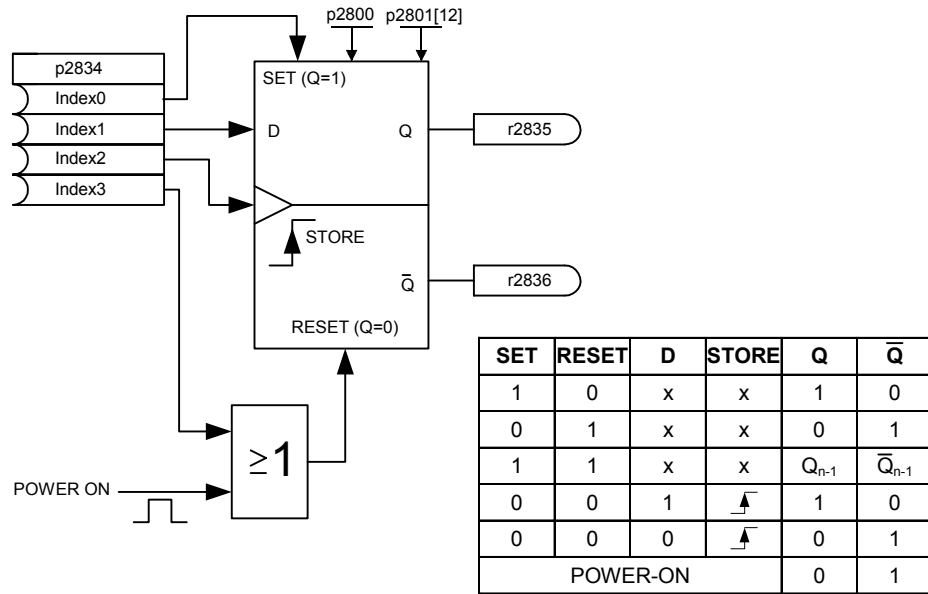 p2800 p2801[12]
p2834
Index0
Index1
Index2
Index3
SET (Q=1)
D Q
STORE
Q̅
RESET (Q=0)
r2835
r2836
≥1
POWER ON
SET RESET D STORE Q Q̅
1 0 x x 1 0
0 1 x x 0 1
1 1 x x Qn-1 Q̅n-1
0 0 1 1 0
0 0 0 0 1
POWER-ON 0 1